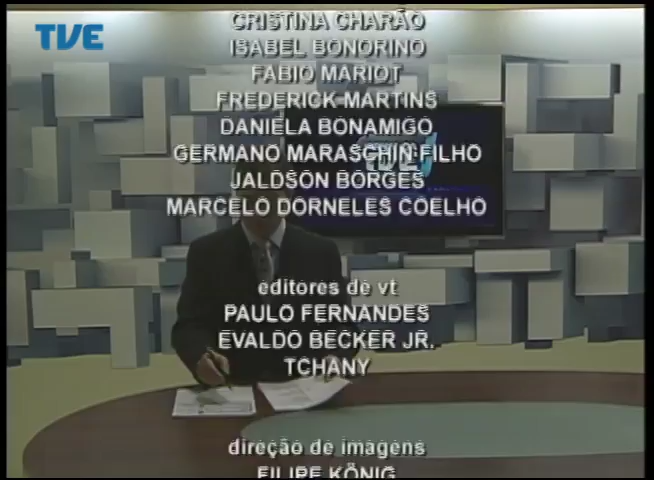 TVE
CRISTINA CHARÃO
ISABEL BONORINO
FABIO MARIOT
FREDERICK MARTINS
DANIELA BONAMIGO
GERMANO MARASCHIN FILHO
JALDSON BORGES
MARCELO DORNELES COELHO
editores de vt
PAULO FERNANDES
EVALDO BECKER JR.
TCHANY
direção de imagens
FILIPE KÖNIG